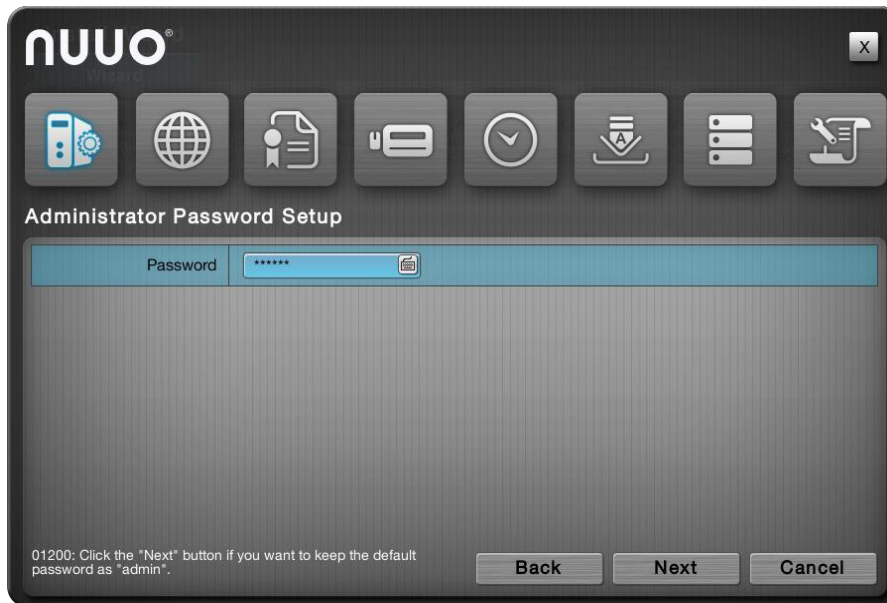 nuuo®
Wizard
X
A
Administrator Password Setup
Password
******
01200: Click the "Next" button if you want to keep the default
password as "admin".
Back
Next
Cancel